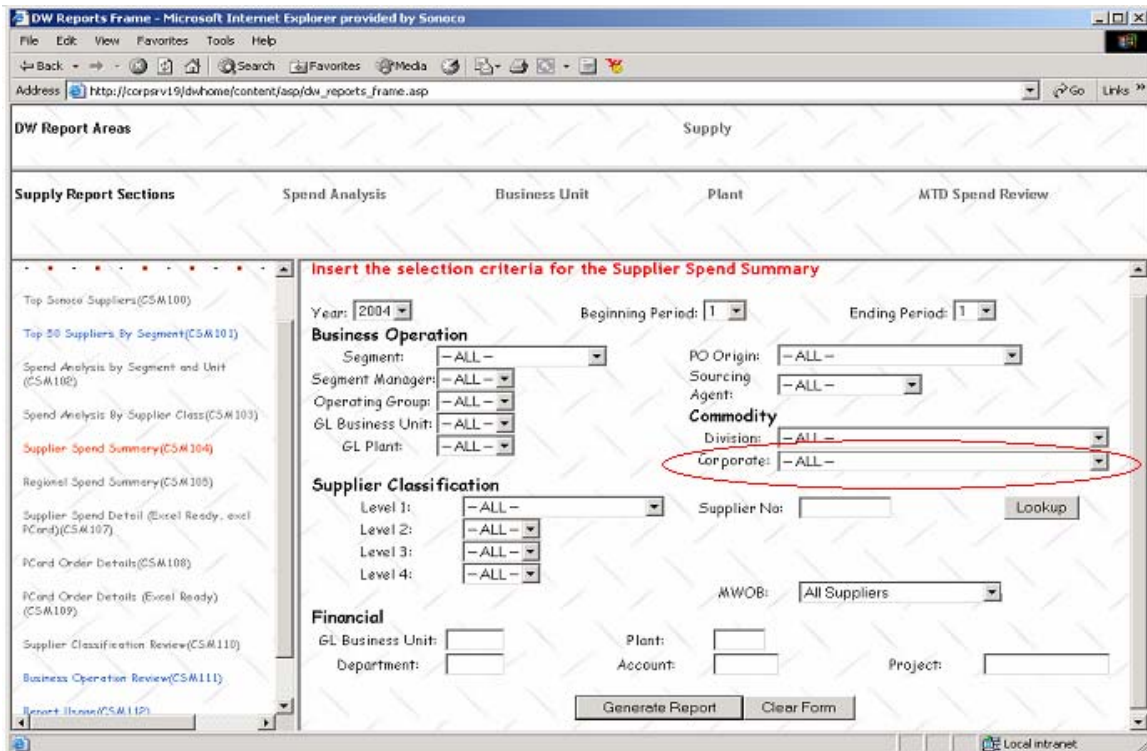 DW Reports Frame - Microsoft Internet Explorer provided by Sonoco
File Edit View Favorites Tools Help
Back Search Favorites Media
Address http://corpsrv19/dwhome/content/asp/dw_reports_frame.asp Go Links »
DW Report Areas Supply
Supply Report Sections Spend Analysis Business Unit Plant MTD Spend Review
Top Sonoco Suppliers(CSM100)
Top 50 Suppliers By Segment(CSM101)
Spend Analysis by Segment and Unit
(CSM102)
Spend Analysis By Supplier Class(CSM103)
Supplier Spend Summary(CSM104)
Regional Spend Summary(CSM105)
Supplier Spend Detail (Excel Ready, excl
PCard)(CSM107)
PCard Order Details(CSM108)
PCard Order Details (Excel Ready)
(CSM109)
Supplier Classification Review(CSM110)
Business Operation Review(CSM111)
Report Usage(CSM112)
Insert the selection criteria for the Supplier Spend Summary
Year: 2004 Beginning Period: 1 Ending Period: 1
Business Operation
Segment: -- ALL --
Segment Manager: -- ALL --
Operating Group: -- ALL --
GL Business Unit: -- ALL --
GL Plant: -- ALL --
PO Origin: -- ALL --
Sourcing
Agent: -- ALL --
Commodity
Division: -- ALL --
Corporate: -- ALL --
Supplier Classification
Level 1: -- ALL --
Level 2: -- ALL --
Level 3: -- ALL --
Level 4: -- ALL --
Supplier No: Lookup
MWOB: All Suppliers
Financial
GL Business Unit: Plant:
Department: Account: Project:
Generate Report Clear Form
Local intranet